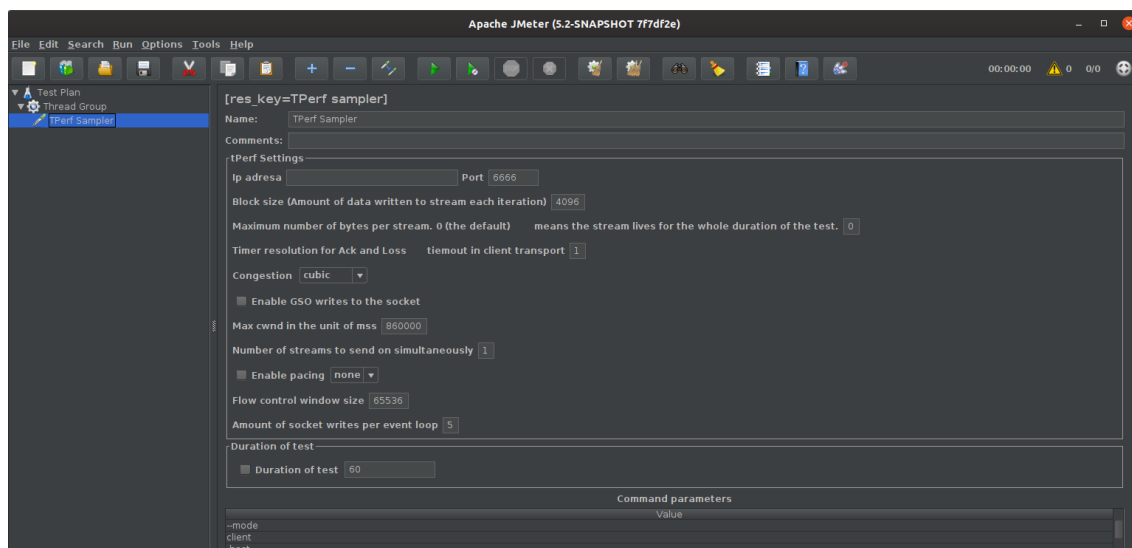 Apache JMeter (5.2-SNAPSHOT 7f7df2e)
File Edit Search Run Options Tools Help
00:00:00 0 0/0
Test Plan
Thread Group
TPerf Sampler
[res_key=TPerf sampler]
Name: TPerf Sampler
Comments:
tPerf Settings
Ip adresa Port 6666
Block size (Amount of data written to stream each iteration) 4096
Maximum number of bytes per stream. 0 (the default) means the stream lives for the whole duration of the test. 0
Timer resolution for Ack and Loss tiemout in client transport 1
Congestion cubic
Enable GSO writes to the socket
Max cwnd in the unit of mss 860000
Number of streams to send on simultaneously 1
Enable pacing none
Flow control window size 65536
Amount of socket writes per event loop 5
Duration of test
Duration of test 60
Command parameters
Value
--mode
client